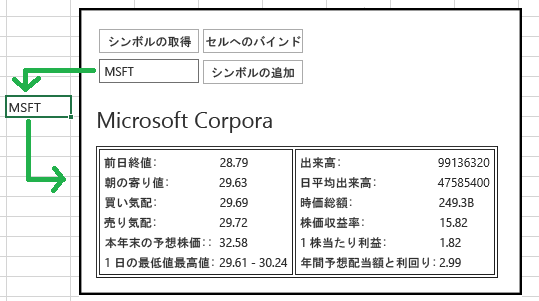 シンボルの取得 セルへのバインド
MSFT シンボルの追加
MSFT
Microsoft Corpora
前日終値: 28.79 出来高: 99136320
朝の寄り値: 29.63 日平均出来高: 47585400
買い気配: 29.69 時価総額: 249.3B
売り気配: 29.72 株価収益率: 15.82
本年末の予想株価:: 32.58 1 株当たり利益: 1.82
1 日の最低値最高値: 29.61 - 30.24 年間予想配当額と利回り: 2.99